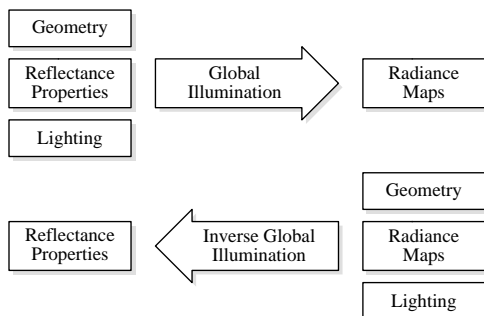 Geometry
Reflectance
Properties
Lighting
Global
Illumination
Radiance
Maps
Reflectance
Properties
Inverse Global
Illumination
Geometry
Radiance
Maps
Lighting